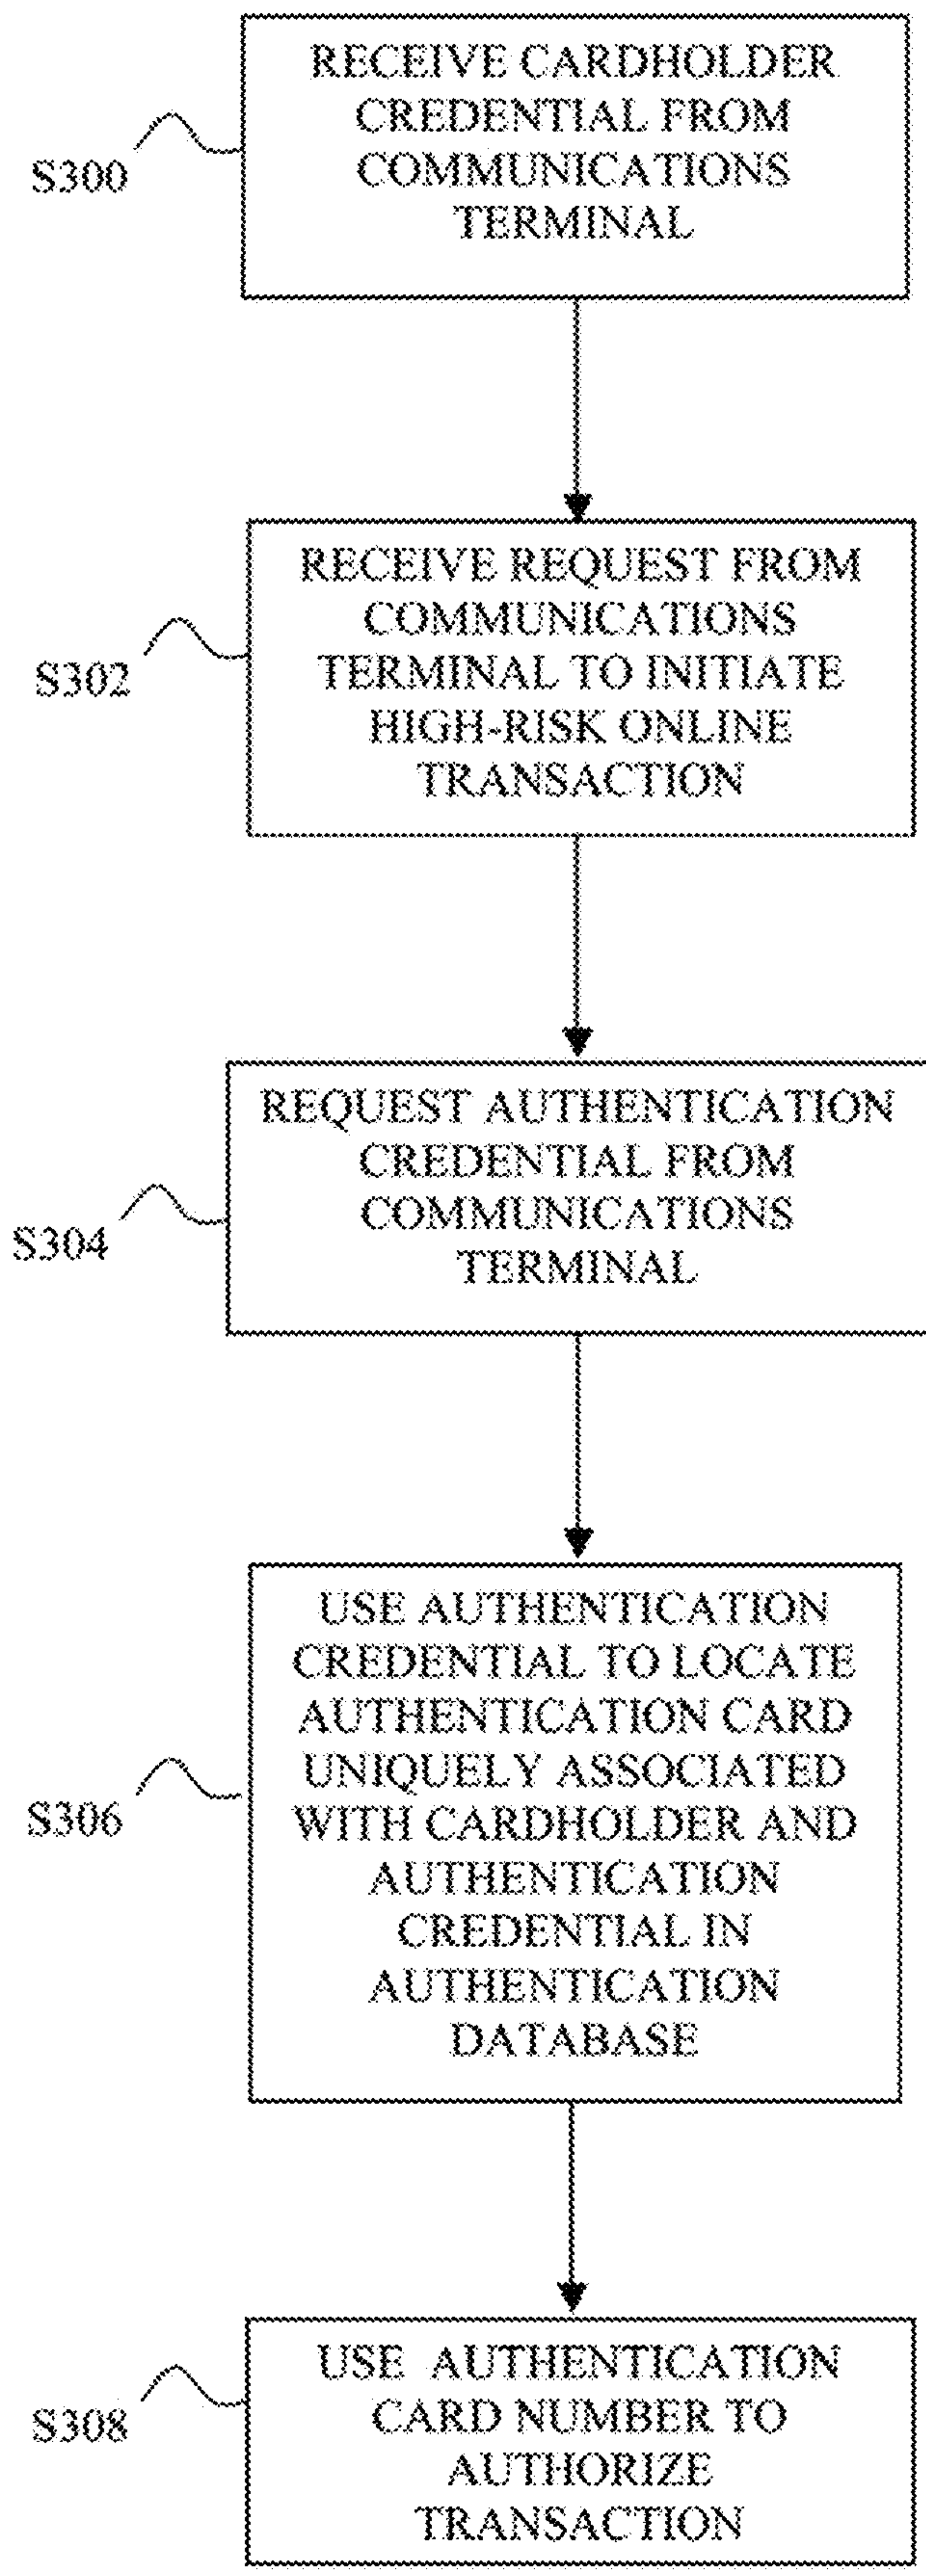 RECEIVE CARDHOLDER
CREDENTIAL FROM
COMMUNICATIONS
TERMINAL
S300
RECEIVE REQUEST FROM
COMMUNICATIONS
TERMINAL TO INITIATE
HIGH-RISK ONLINE
TRANSACTION
S302
REQUEST AUTHENTICATION
CREDENTIAL FROM
COMMUNICATIONS
TERMINAL
S304
USE AUTHENTICATION
CREDENTIAL TO LOCATE
AUTHENTICATION CARD
UNIQUELY ASSOCIATED
WITH CARDHOLDER AND
AUTHENTICATION
CREDENTIAL IN
AUTHENTICATION
DATABASE
S306
USE AUTHENTICATION
CARD NUMBER TO
AUTHORIZE
TRANSACTION
S308